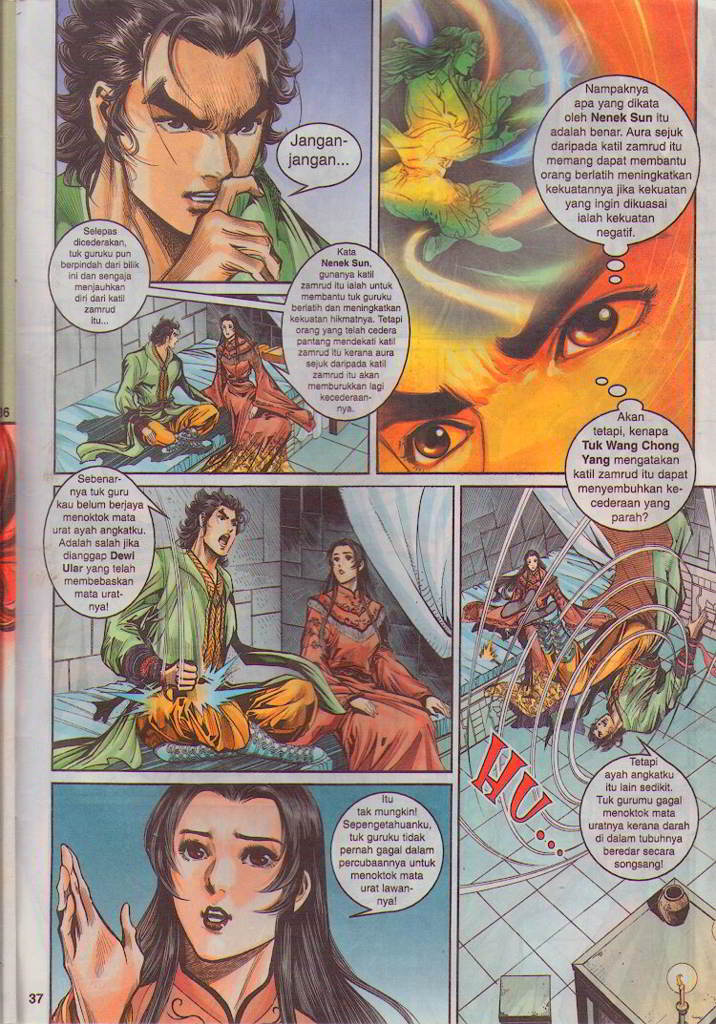 Jangan-
jangan...
Selepas
dicederakan,
tuk guruku pun
berpindah dari bilik
ini dan sengaja
menjauhkan
diri dari katil
zamrud
itu...
Kata
Nenek Sun,
gunanya katil
zamrud itu ialah untuk
membantu tuk guruku
berlatih dan meningkatkan
kekuatan hikmatnya. Tetapi
orang yang telah cedera
pantang mendekati katil
zamrud itu kerana aura
sejuk daripada katil
zamrud itu akan
memburukkan lagi
kecederaan-
nya.
Nampaknya
apa yang dikata
oleh Nenek Sun itu
adalah benar. Aura sejuk
daripada katil zamrud itu
memang dapat membantu
orang berlatih meningkatkan
kekuatannya jika kekuatan
yang ingin dikuasai
ialah kekuatan
negatif.
Akan
tetapi, kenapa
Tuk Wang Chong
Yang mengatakan
katil zamrud itu dapat
menyembuhkan ke-
cederaan yang
parah?
Sebenar-
nya tuk guru
kau belum berjaya
menoktok mata
urat ayah angkatku.
Adalah salah jika
dianggap Dewi
Ular yang telah
membebaskan
mata urat-
nya!
HU...
Tetapi
ayah angkatku
itu lain sedikit.
Tuk gurumu gagal
menoktok mata
uratnya kerana darah
di dalam tubuhnya
beredar secara
songsang!
Itu
tak mungkin!
Sepengetahuanku,
tuk guruku tidak
pernah gagal dalam
percubaannya untuk
menoktok mata
urat lawan-
nya!
37